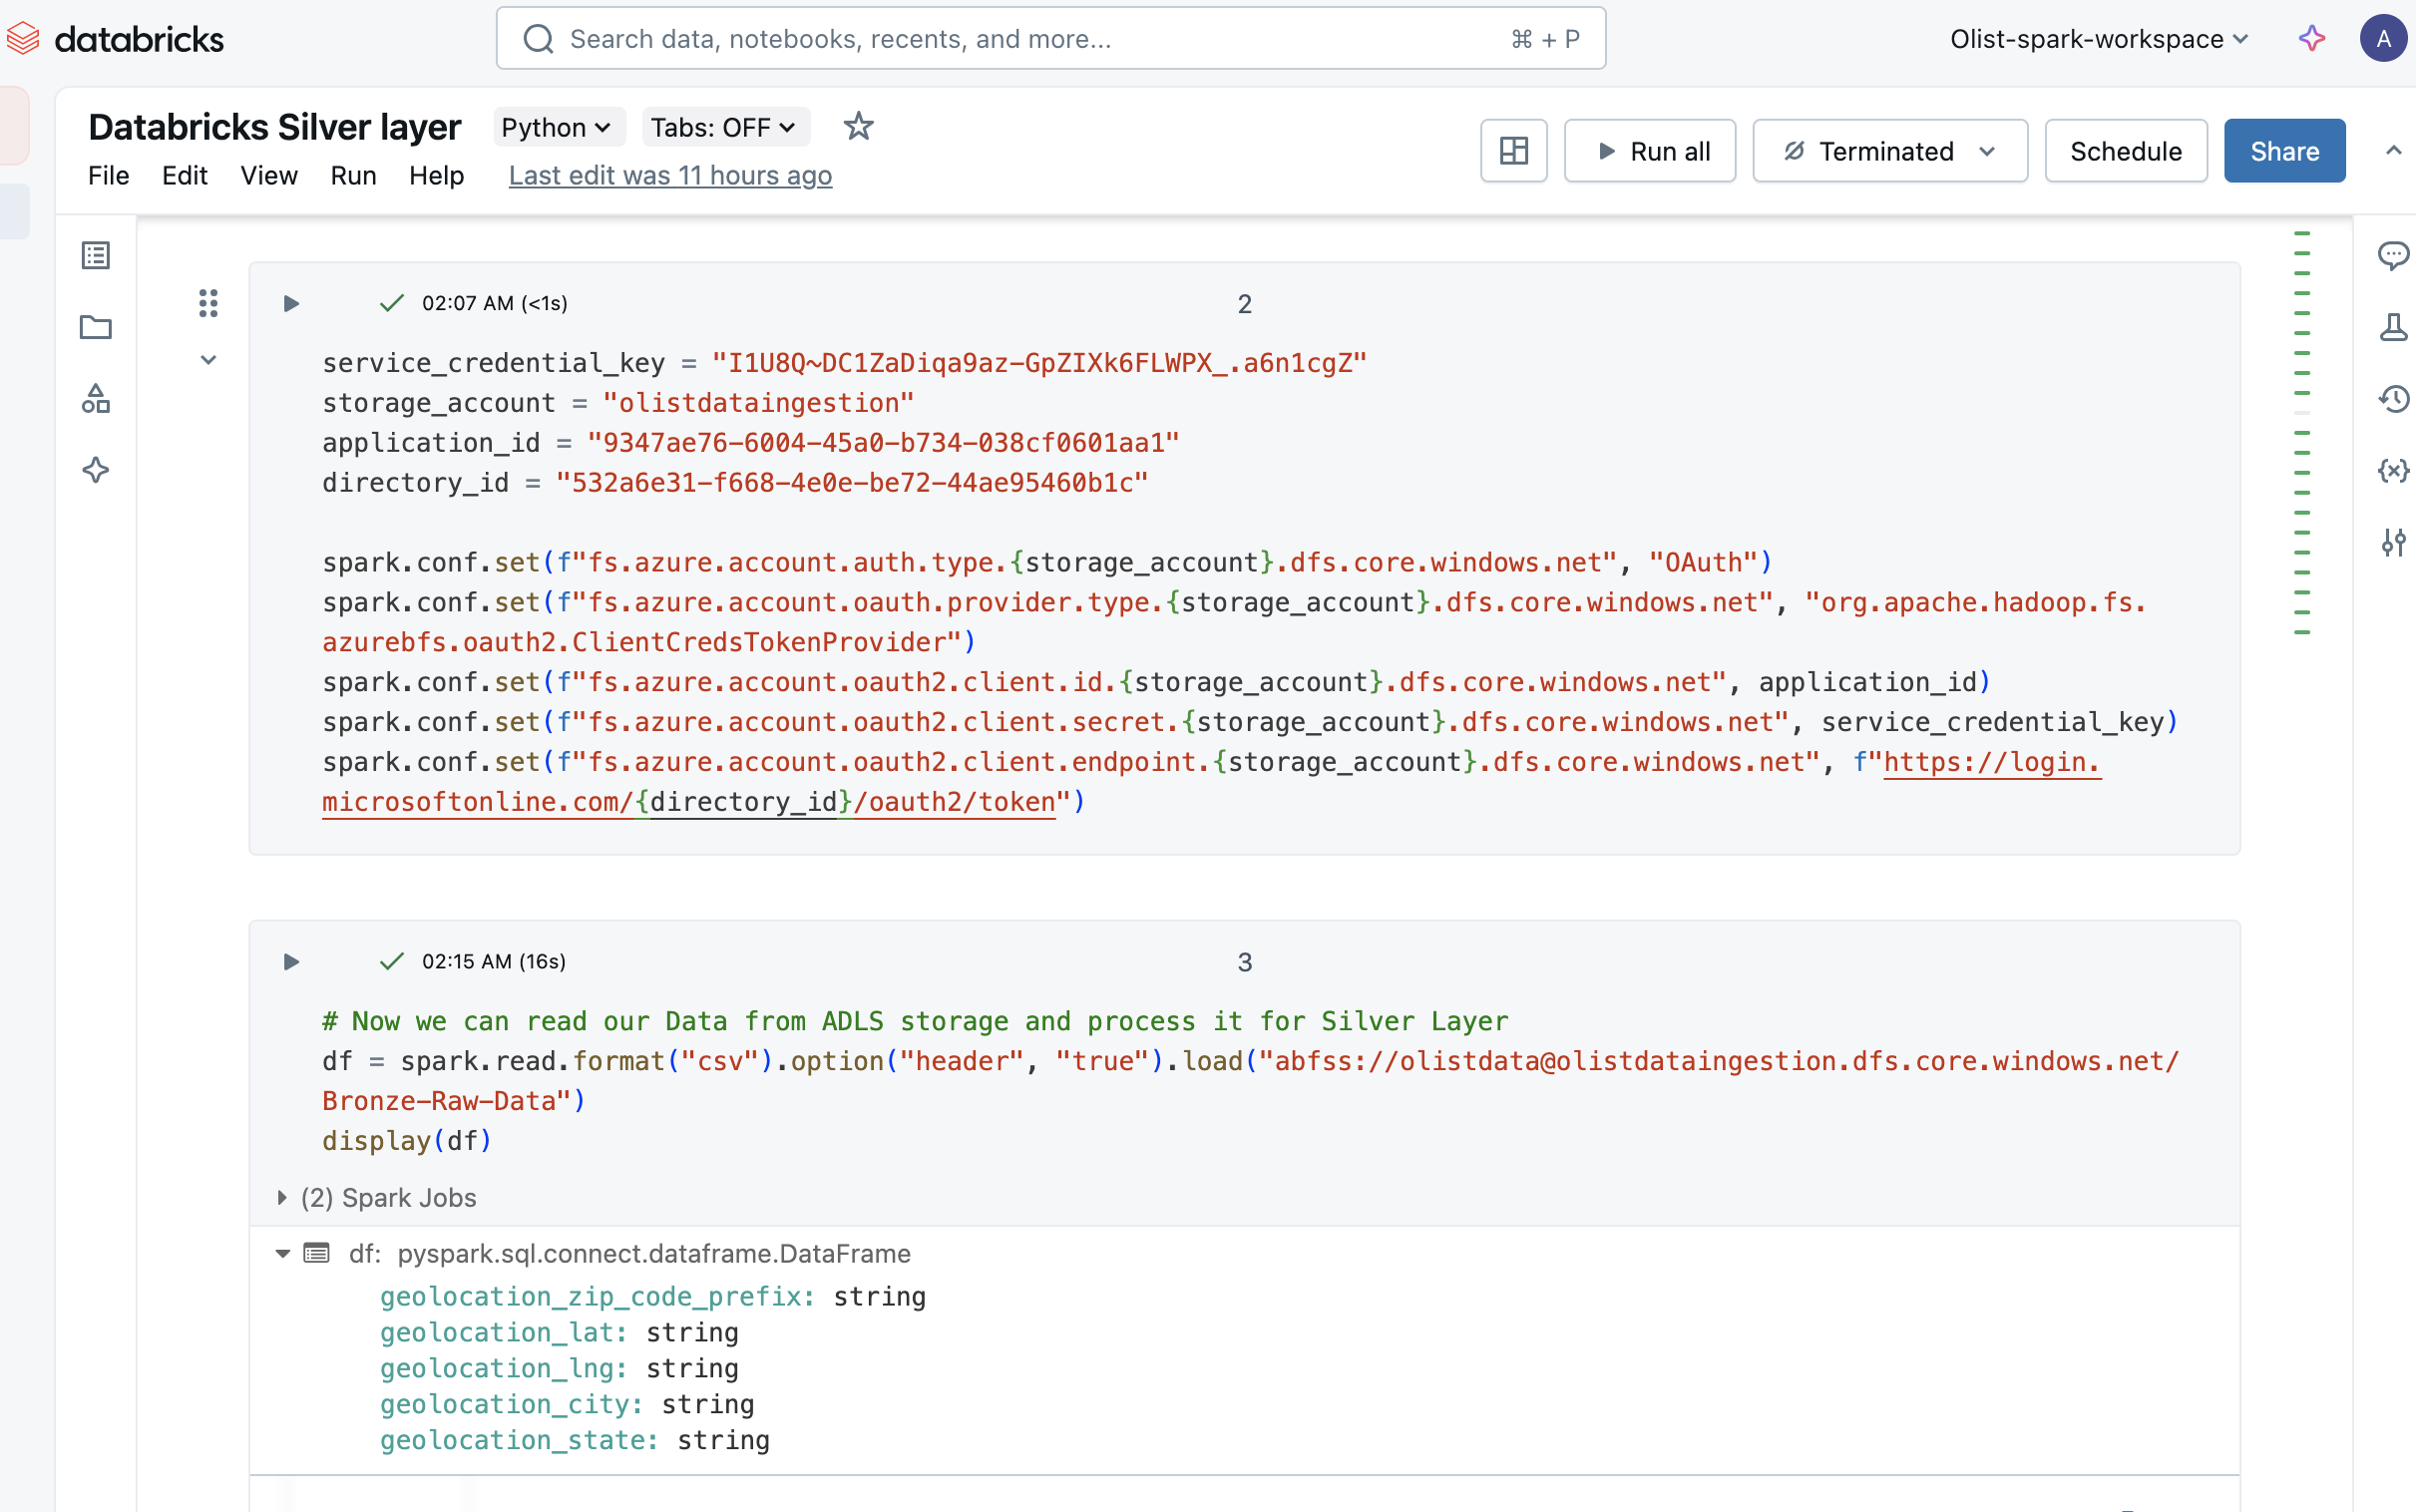 databricks
Search data, notebooks, recents, and more...
⌘ + P
Olist-spark-workspace
A
Databricks Silver layer
Python
Tabs: OFF
File
Edit
View
Run
Help
Last edit was 11 hours ago
Run all
Terminated
Schedule
Share
02:07 AM (<1s)
2
service_credential_key = "I1U8Q~DC1ZaDiqa9az-GpZIXk6FLWPX_.a6n1cgZ"
storage_account = "olistdataingestion"
application_id = "9347ae76-6004-45a0-b734-038cf0601aa1"
directory_id = "532a6e31-f668-4e0e-be72-44ae95460b1c"
spark.conf.set(f"fs.azure.account.auth.type.{storage_account}.dfs.core.windows.net", "OAuth")
spark.conf.set(f"fs.azure.account.oauth.provider.type.{storage_account}.dfs.core.windows.net", "org.apache.hadoop.fs.
azurebfs.oauth2.ClientCredsTokenProvider")
spark.conf.set(f"fs.azure.account.oauth2.client.id.{storage_account}.dfs.core.windows.net", application_id)
spark.conf.set(f"fs.azure.account.oauth2.client.secret.{storage_account}.dfs.core.windows.net", service_credential_key)
spark.conf.set(f"fs.azure.account.oauth2.client.endpoint.{storage_account}.dfs.core.windows.net", f"https://login.
microsoftonline.com/{directory_id}/oauth2/token")
02:15 AM (16s)
3
# Now we can read our Data from ADLS storage and process it for Silver Layer
df = spark.read.format("csv").option("header", "true").load("abfss://olistdata@olistdataingestion.dfs.core.windows.net/
Bronze-Raw-Data")
display(df)
(2) Spark Jobs
df: pyspark.sql.connect.dataframe.DataFrame
geolocation_zip_code_prefix: string
geolocation_lat: string
geolocation_lng: string
geolocation_city: string
geolocation_state: string